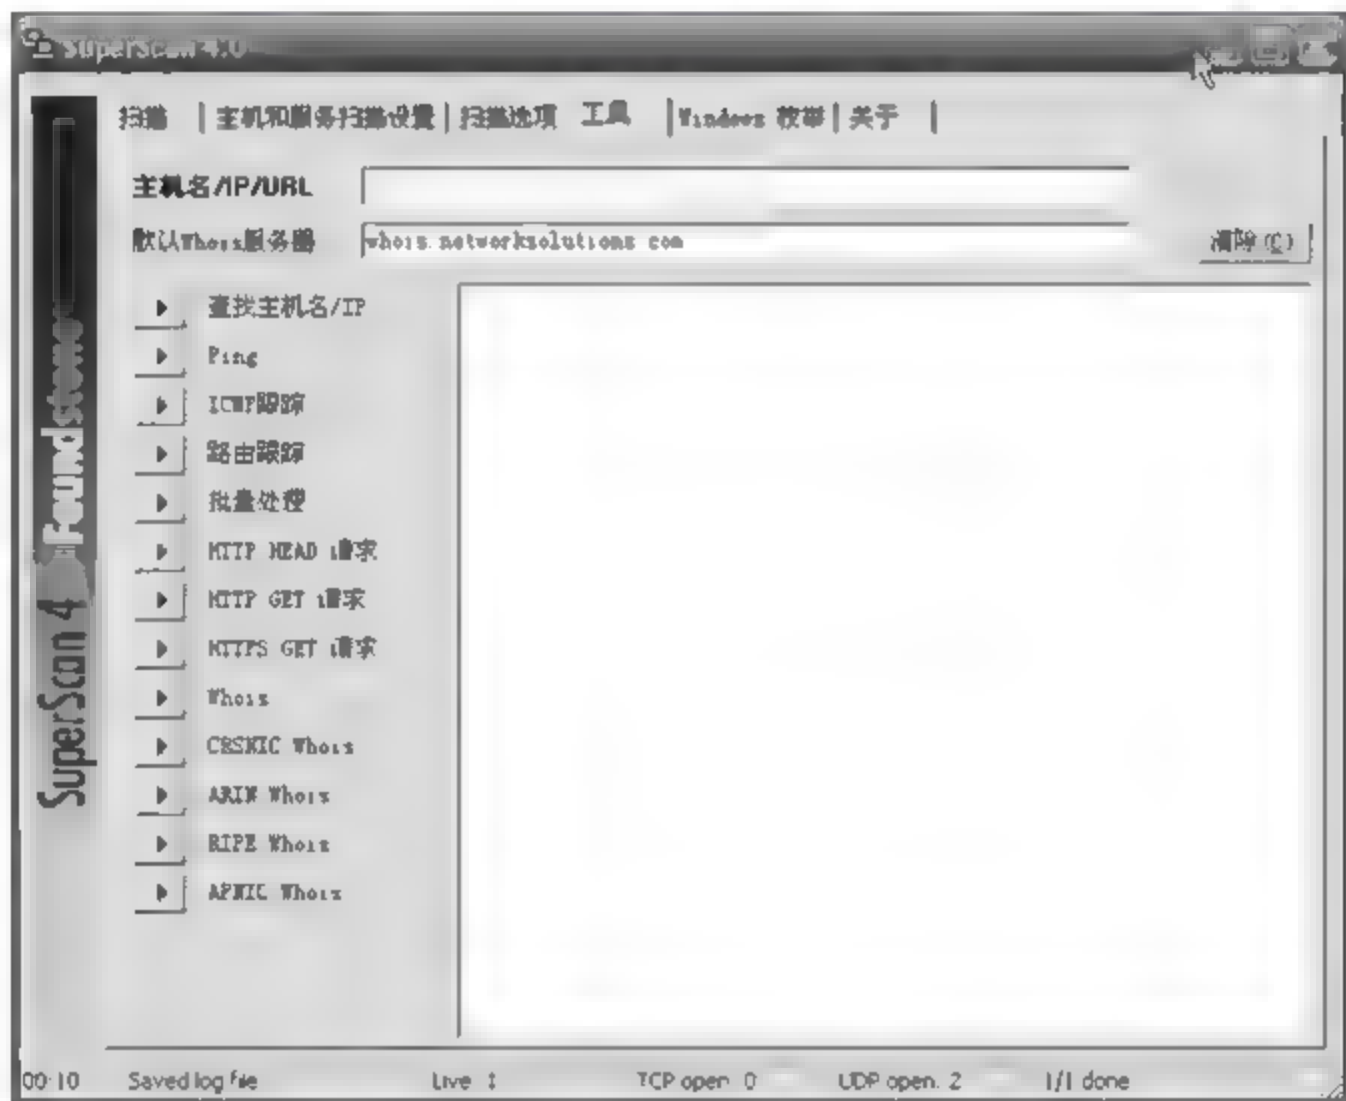 SuperScan 4.0
扫描 | 主机和服务扫描设置 | 扫描选项 工具 | Windows 枚举 | 关于 |
主机名/IP/URL
默认Whois服务器 whois.networksolutions.com 清除(C)
查找主机名/IP
Ping
ICMP跟踪
路由跟踪
批量处理
HTTP HEAD 请求
HTTP GET 请求
HTTPS GET 请求
Whois
CRSNIC Whois
ARIN Whois
RIPE Whois
APNIC Whois
SuperScan 4 Foundstone
00:10 Saved log file Live: 1 TCP open: 0 UDP open: 2 1/1 done